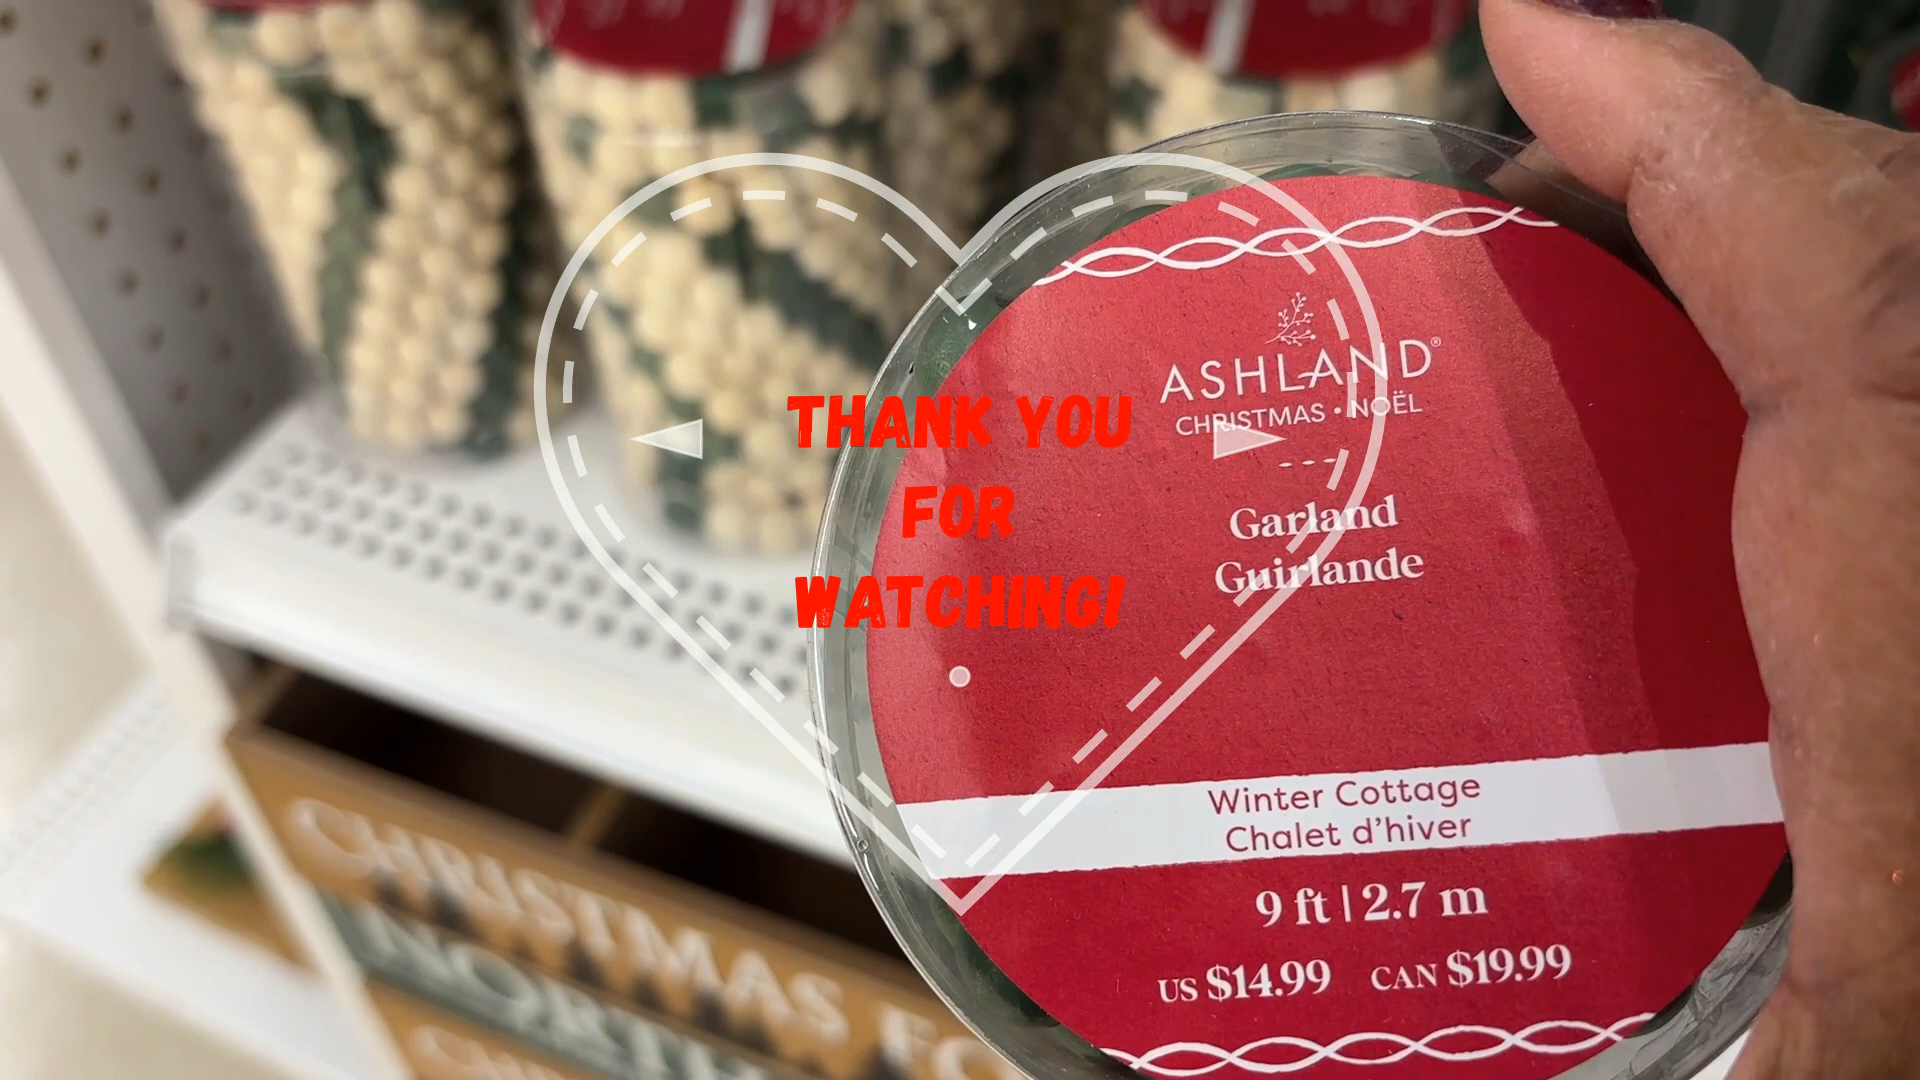 THANK YOU
FOR
WATCHING!
ASHLAND®
CHRISTMAS • NOËL
Garland
Guirlande
Winter Cottage
Chalet d'hiver
9 ft | 2.7 m
US $14.99 CAN $19.99
CHRISTMAS
NORTH